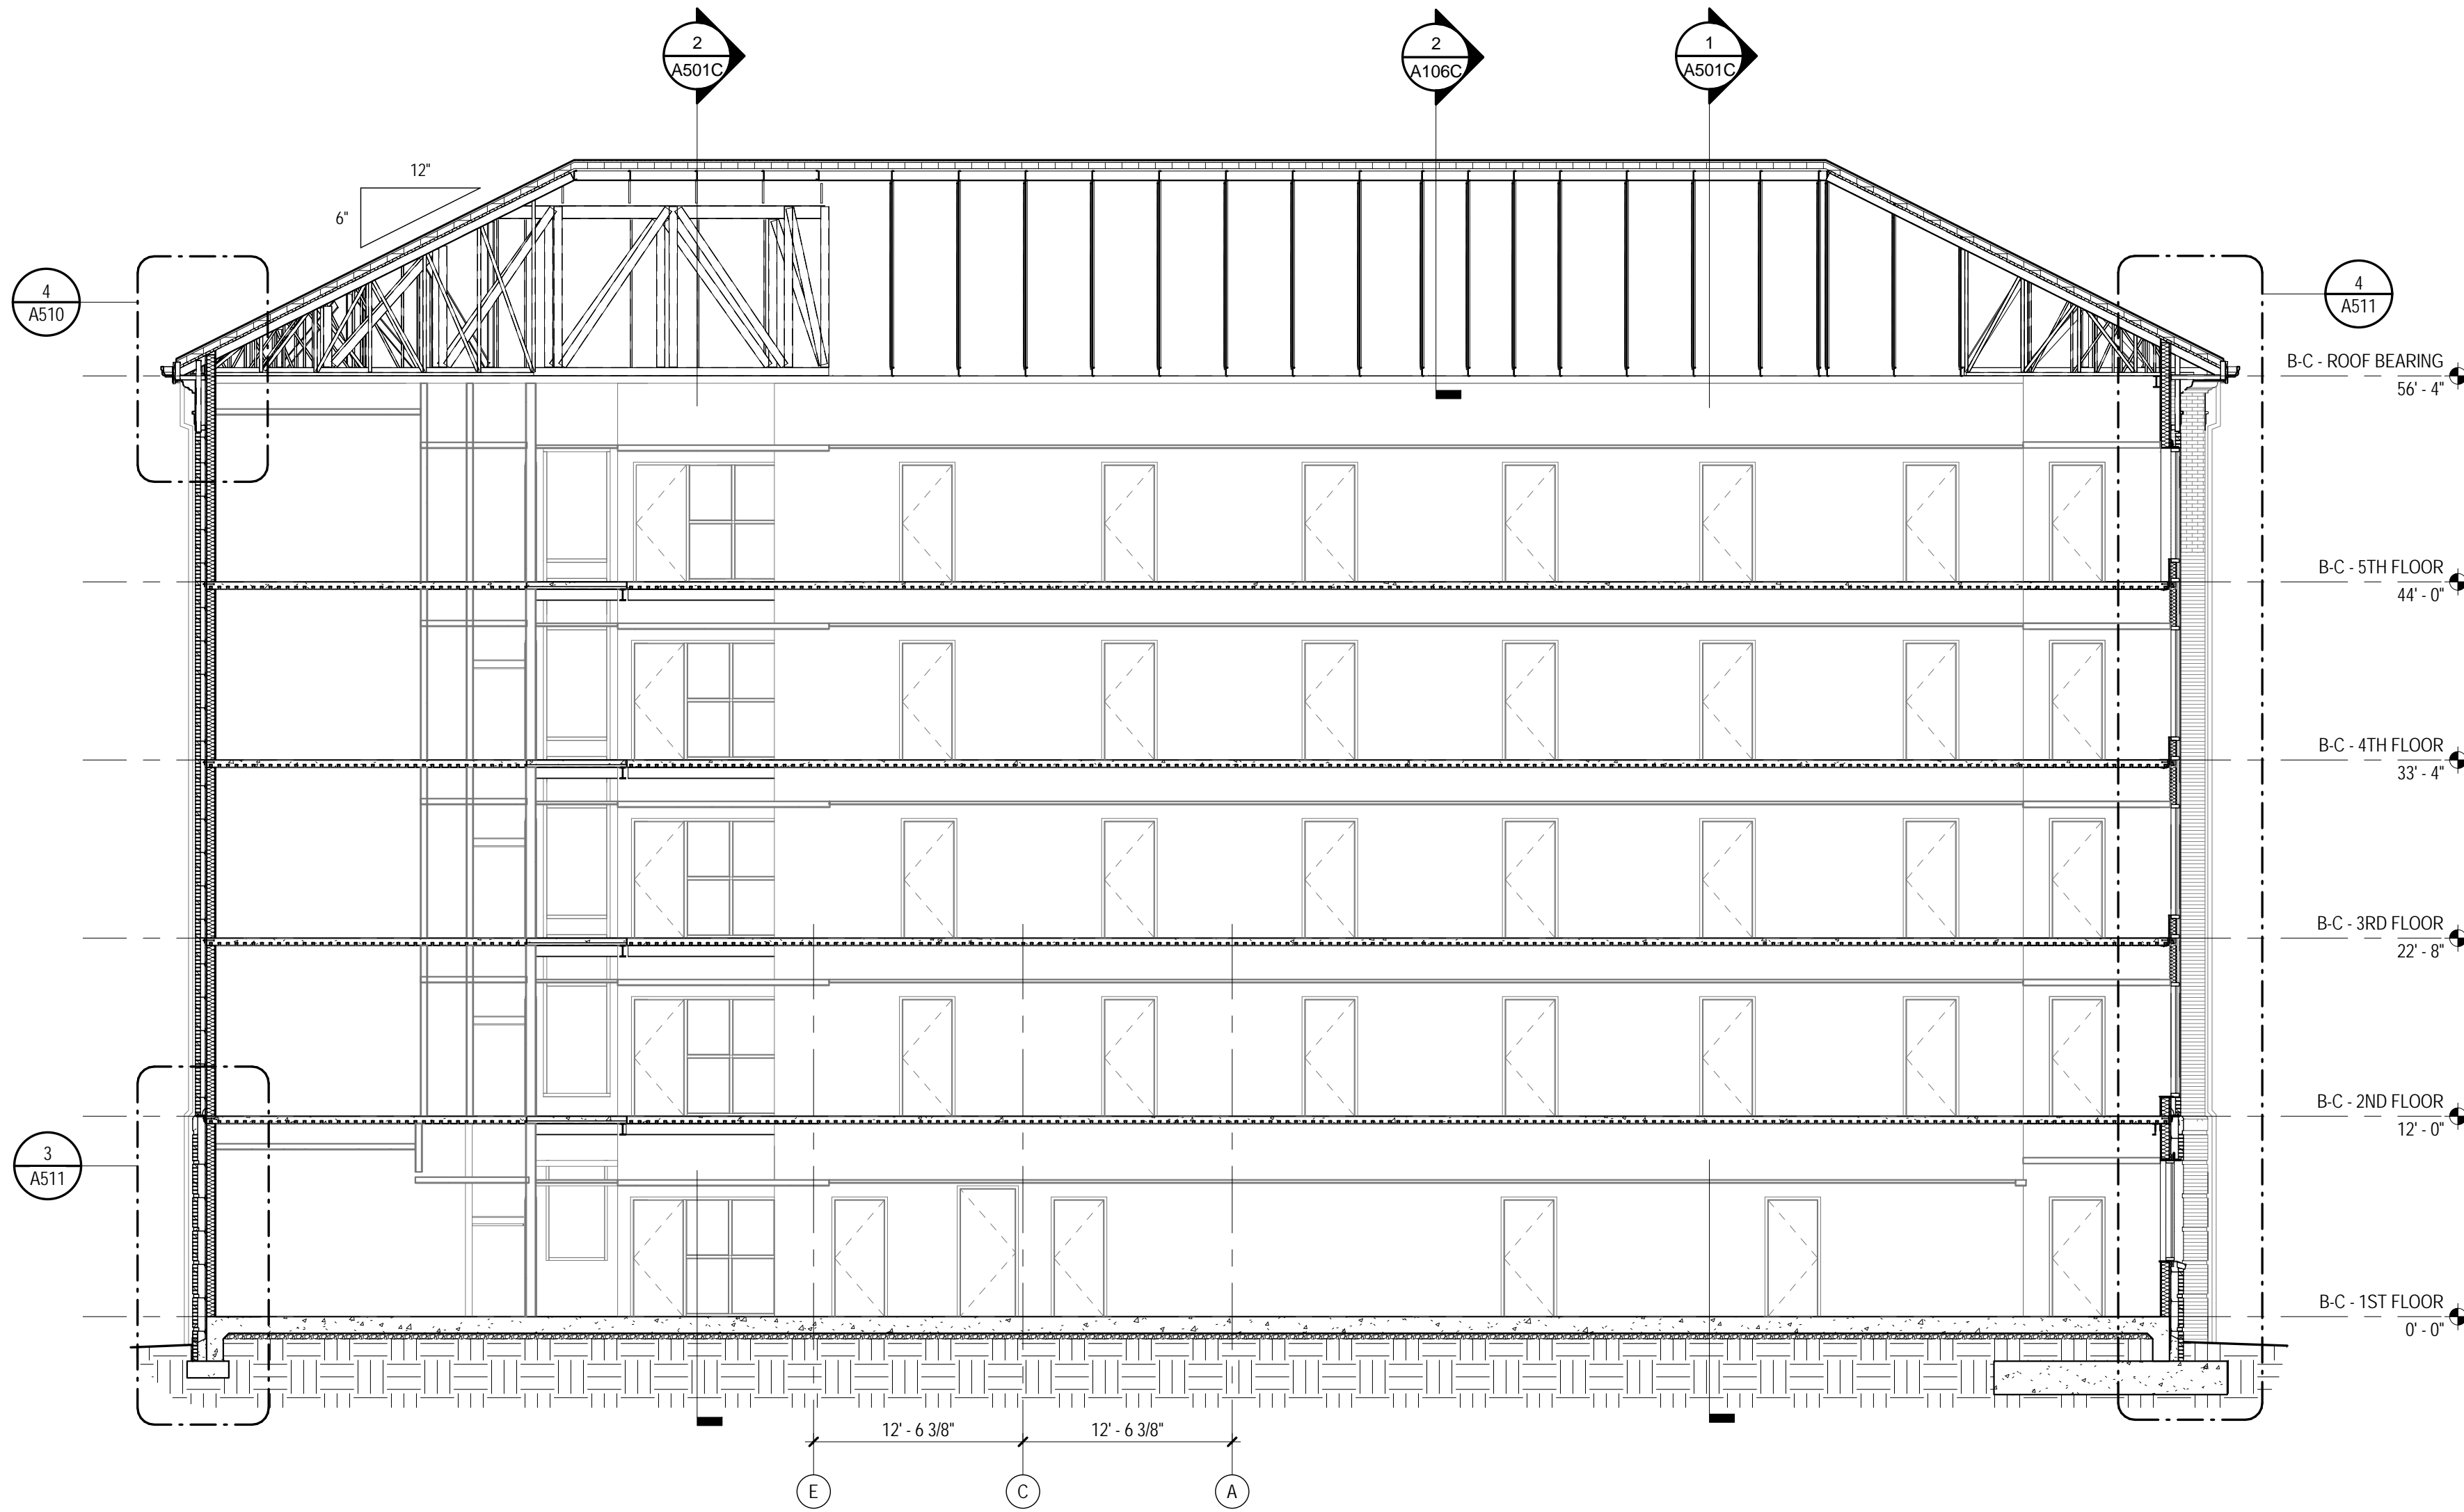 2
A501C
2
A106C
1
A501C
12"
6"
4
A510
4
A511
B-C - ROOF BEARING
56' - 4"
B-C - 5TH FLOOR
44' - 0"
B-C - 4TH FLOOR
33' - 4"
B-C - 3RD FLOOR
22' - 8"
B-C - 2ND FLOOR
12' - 0"
3
A511
B-C - 1ST FLOOR
0' - 0"
12' - 6 3/8"
12' - 6 3/8"
E
C
A